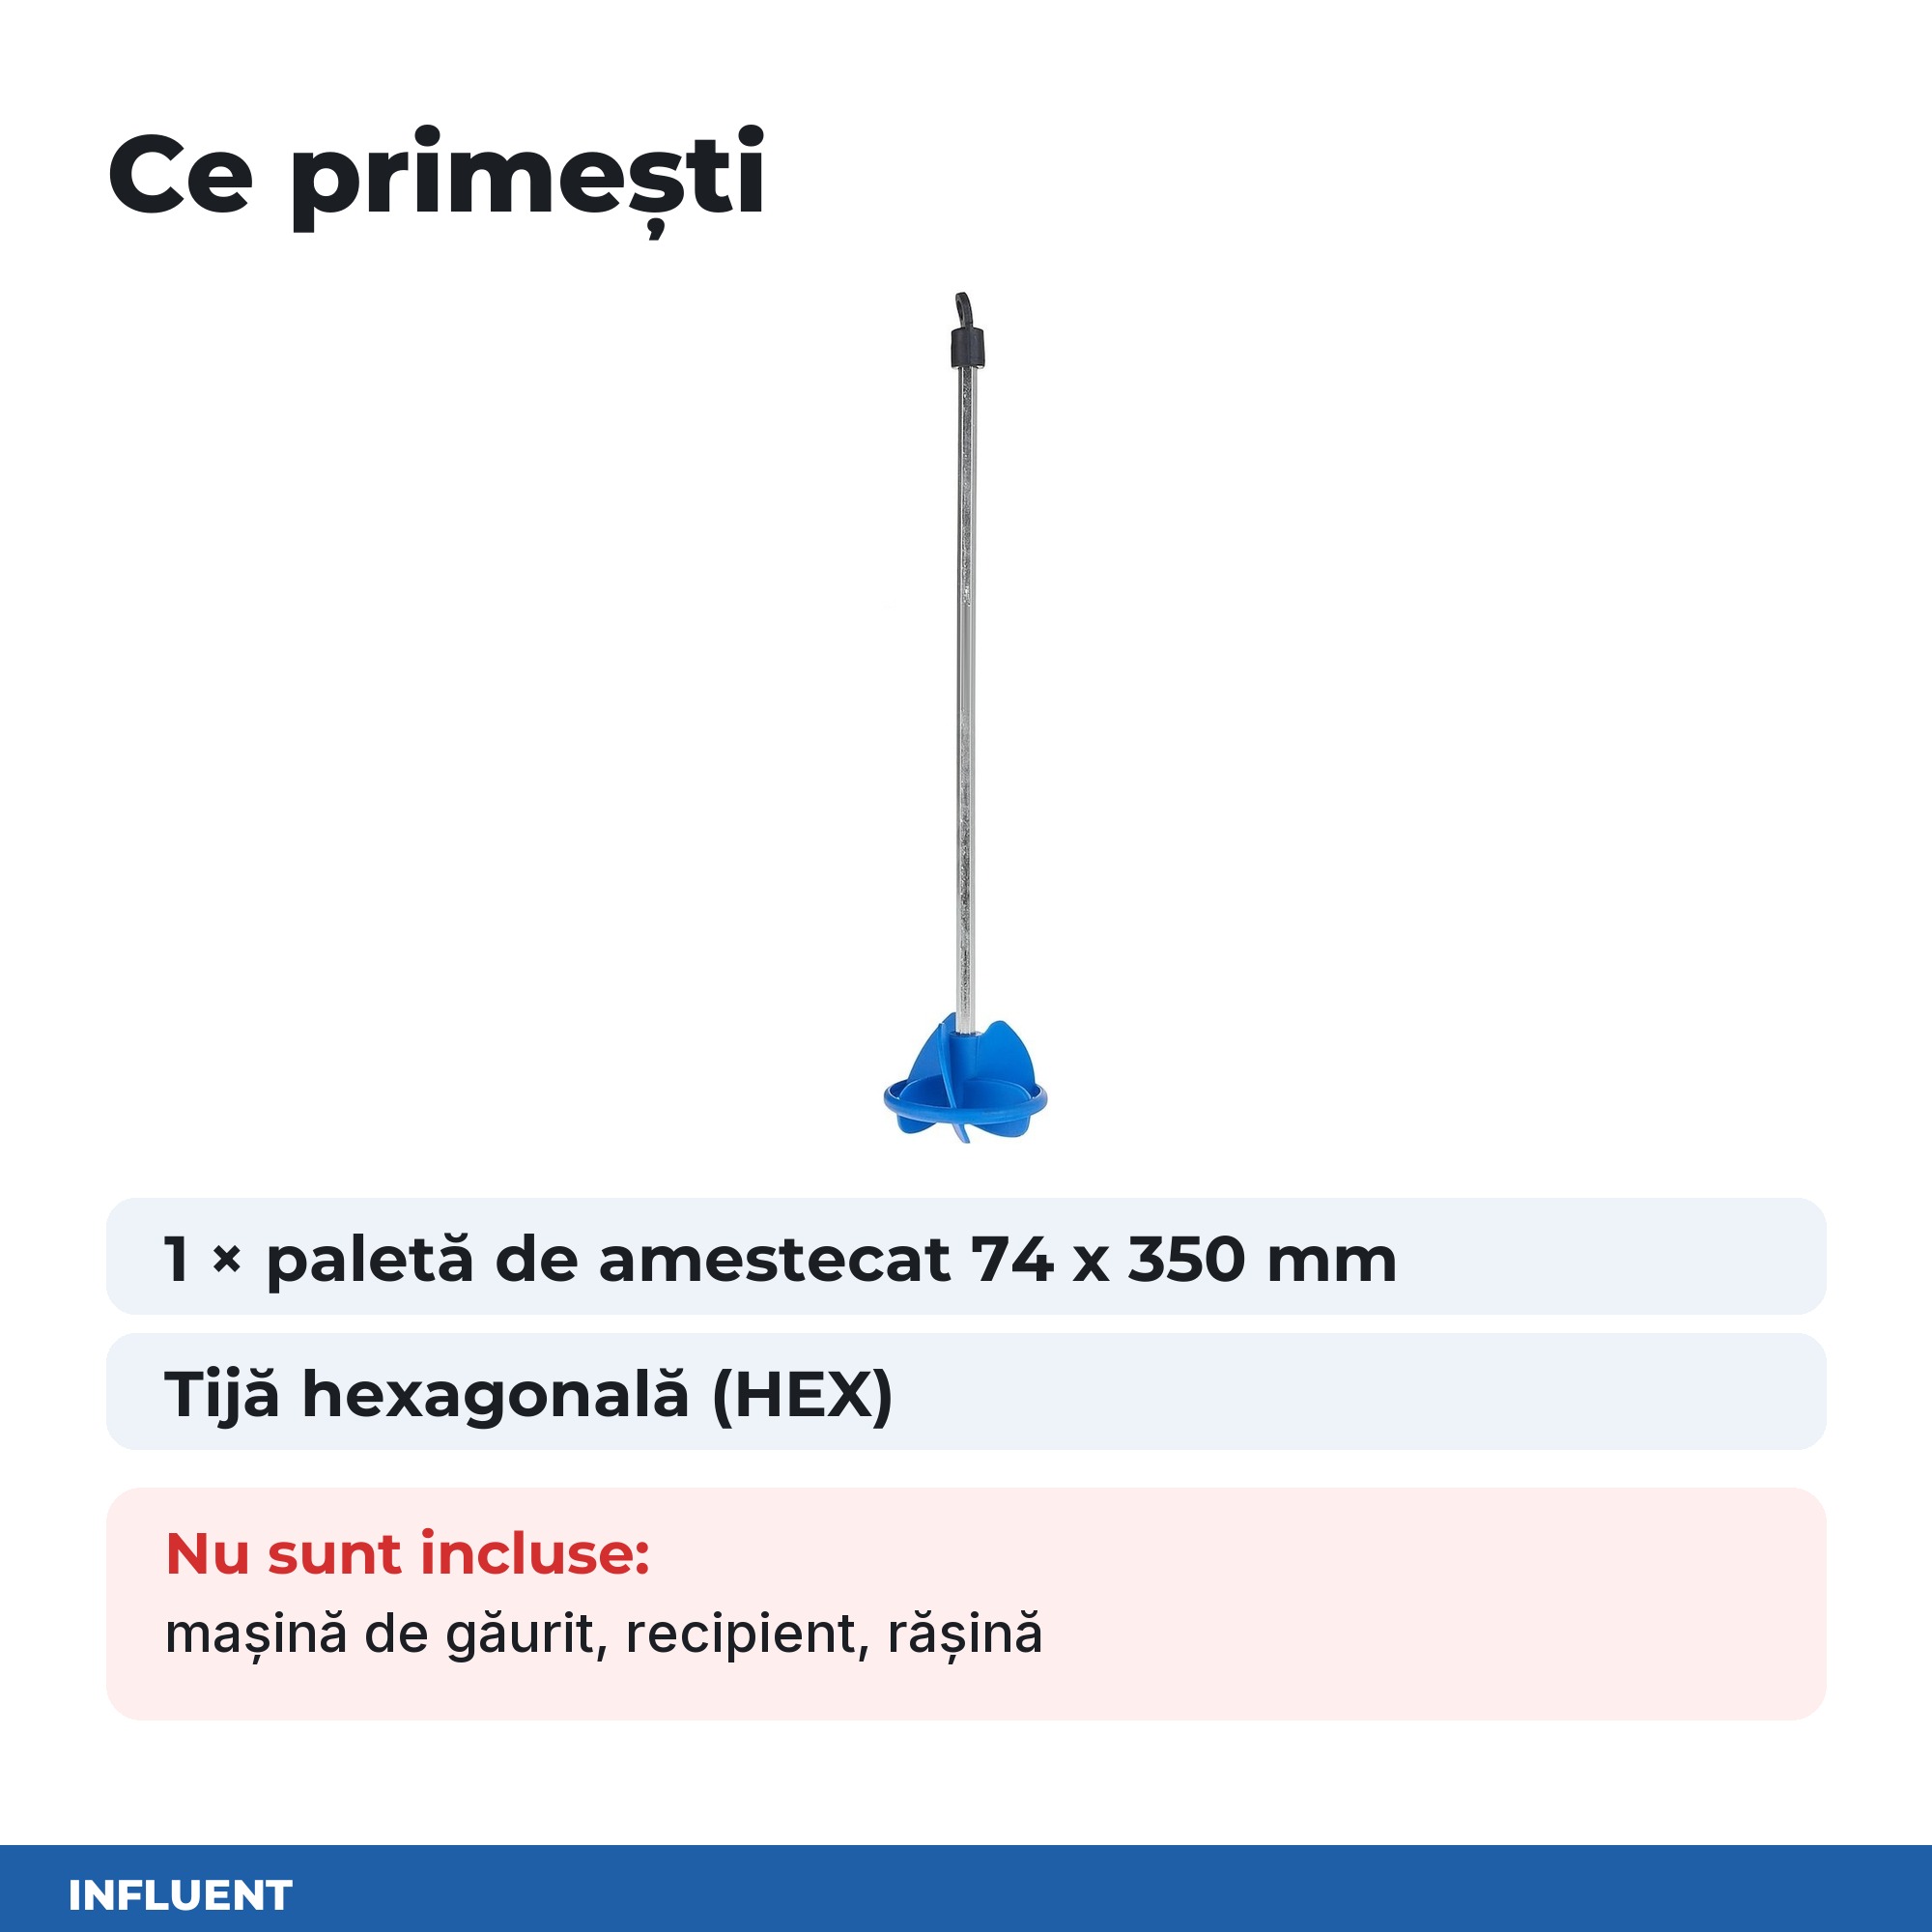 Ce primești
1 × paletă de amestecat 74 x 350 mm
Tijă hexagonală (HEX)
Nu sunt incluse:
mașină de găurit, recipient, rășină
INFLUENT